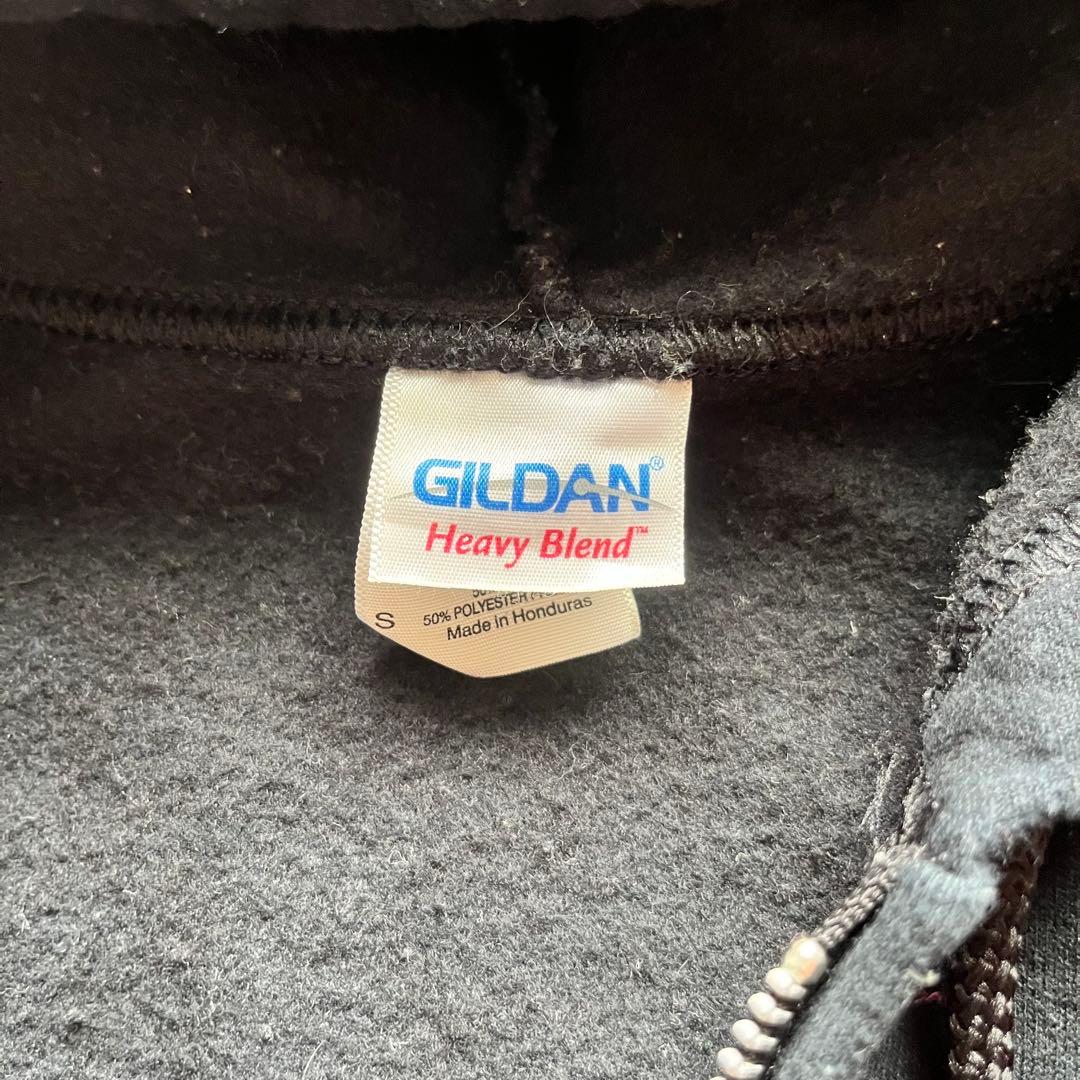 GILDAN®
Heavy Blend™
50% POLYESTER
S
Made in Honduras